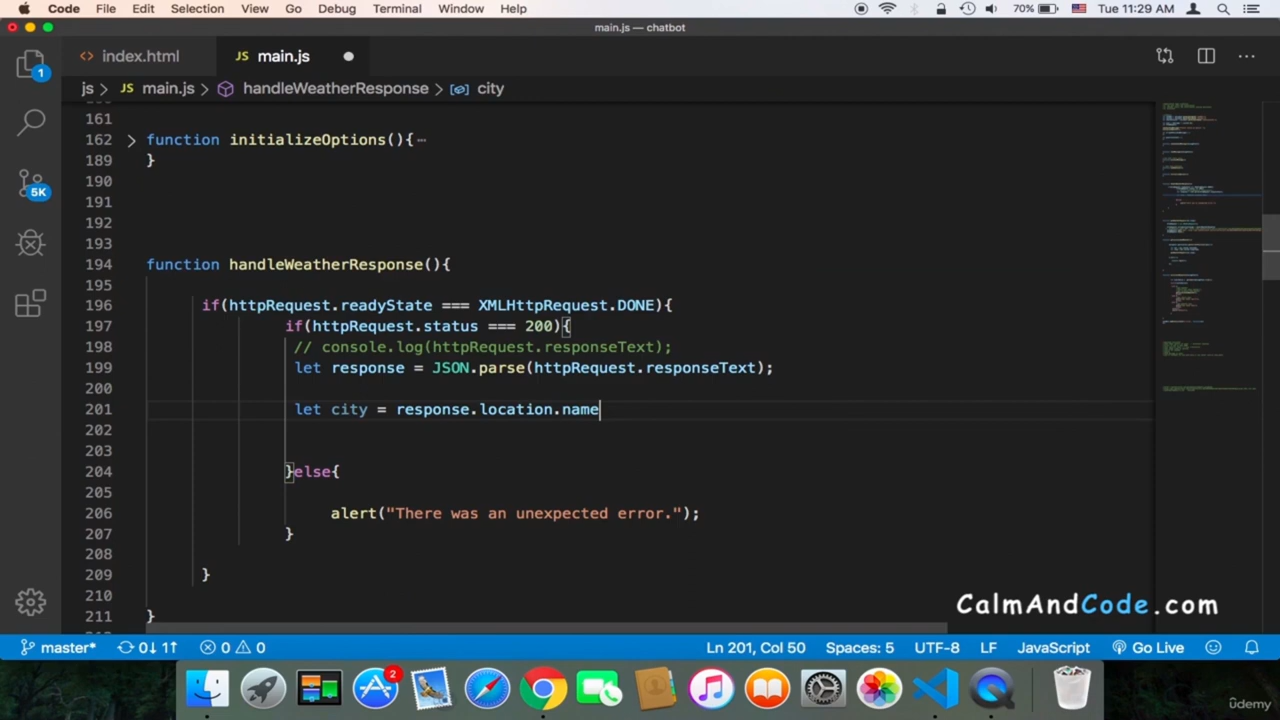 Code File Edit Selection View Go Debug Terminal Window Help 70% Tue 11:29 AM
main.js — chatbot
<> index.html JS main.js
js > JS main.js > handleWeatherResponse > city
1
5K
161
162 function initializeOptions(){
189 }
190
191
192
193
194 function handleWeatherResponse(){
195
196 if(httpRequest.readyState === XMLHttpRequest.DONE){
197 if(httpRequest.status === 200){
198 // console.log(httpRequest.responseText);
199 let response = JSON.parse(httpRequest.responseText);
200
201 let city = response.location.name
202
203
204 }else{
205
206 alert("There was an unexpected error.");
207 }
208
209 }
210
211 }
CalmAndCode.com
master* 0↓ 1↑ 0 0 Ln 201, Col 50 Spaces: 5 UTF-8 LF JavaScript Go Live
2
ûdemy